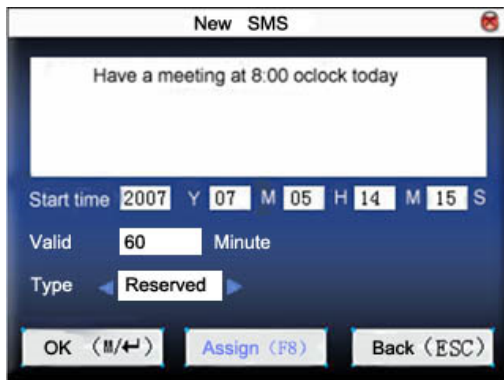 New SMS
Have a meeting at 8:00 oclock today
Start time 2007 Y 07 M 05 H 14 M 15 S
Valid 60 Minute
Type Reserved
OK (M/↵) Assign (F8) Back (ESC)